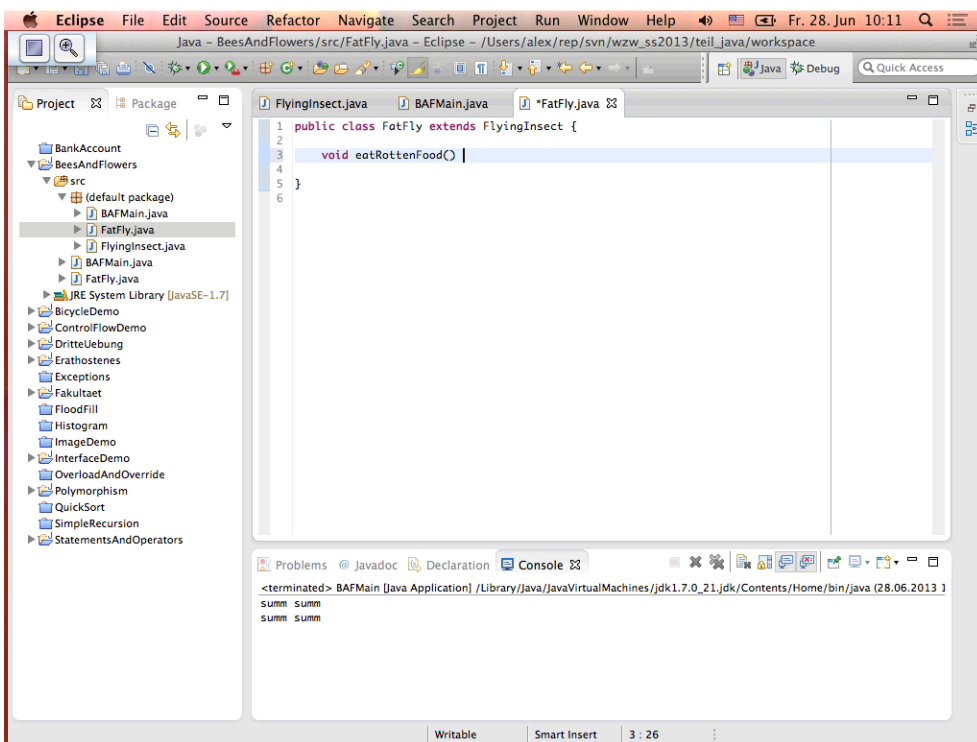 Eclipse File Edit Source Refactor Navigate Search Project Run Window Help Fr. 28. Jun 10:11
Java – BeesAndFlowers/src/FatFly.java – Eclipse – /Users/alex/rep/svn/wzw_ss2013/teil_java/workspace
Java Debug Quick Access
Project Package
BankAccount
BeesAndFlowers
src
(default package)
BAFMain.java
FatFly.java
FlyingInsect.java
BAFMain.java
FatFly.java
JRE System Library [JavaSE-1.7]
BicycleDemo
ControlFlowDemo
DritteUebung
Erathostenes
Exceptions
Fakultaet
FloodFill
Histogram
ImageDemo
InterfaceDemo
OverloadAndOverride
Polymorphism
QuickSort
SimpleRecursion
StatementsAndOperators
FlyingInsect.java BAFMain.java *FatFly.java
1 public class FatFly extends FlyingInsect {
2
3 void eatRottenFood()
4
5 }
6
Problems @ Javadoc Declaration Console
<terminated> BAFMain [Java Application] /Library/Java/JavaVirtualMachines/jdk1.7.0_21.jdk/Contents/Home/bin/java (28.06.2013 1
summ summ
summ summ
Writable Smart Insert 3 : 26